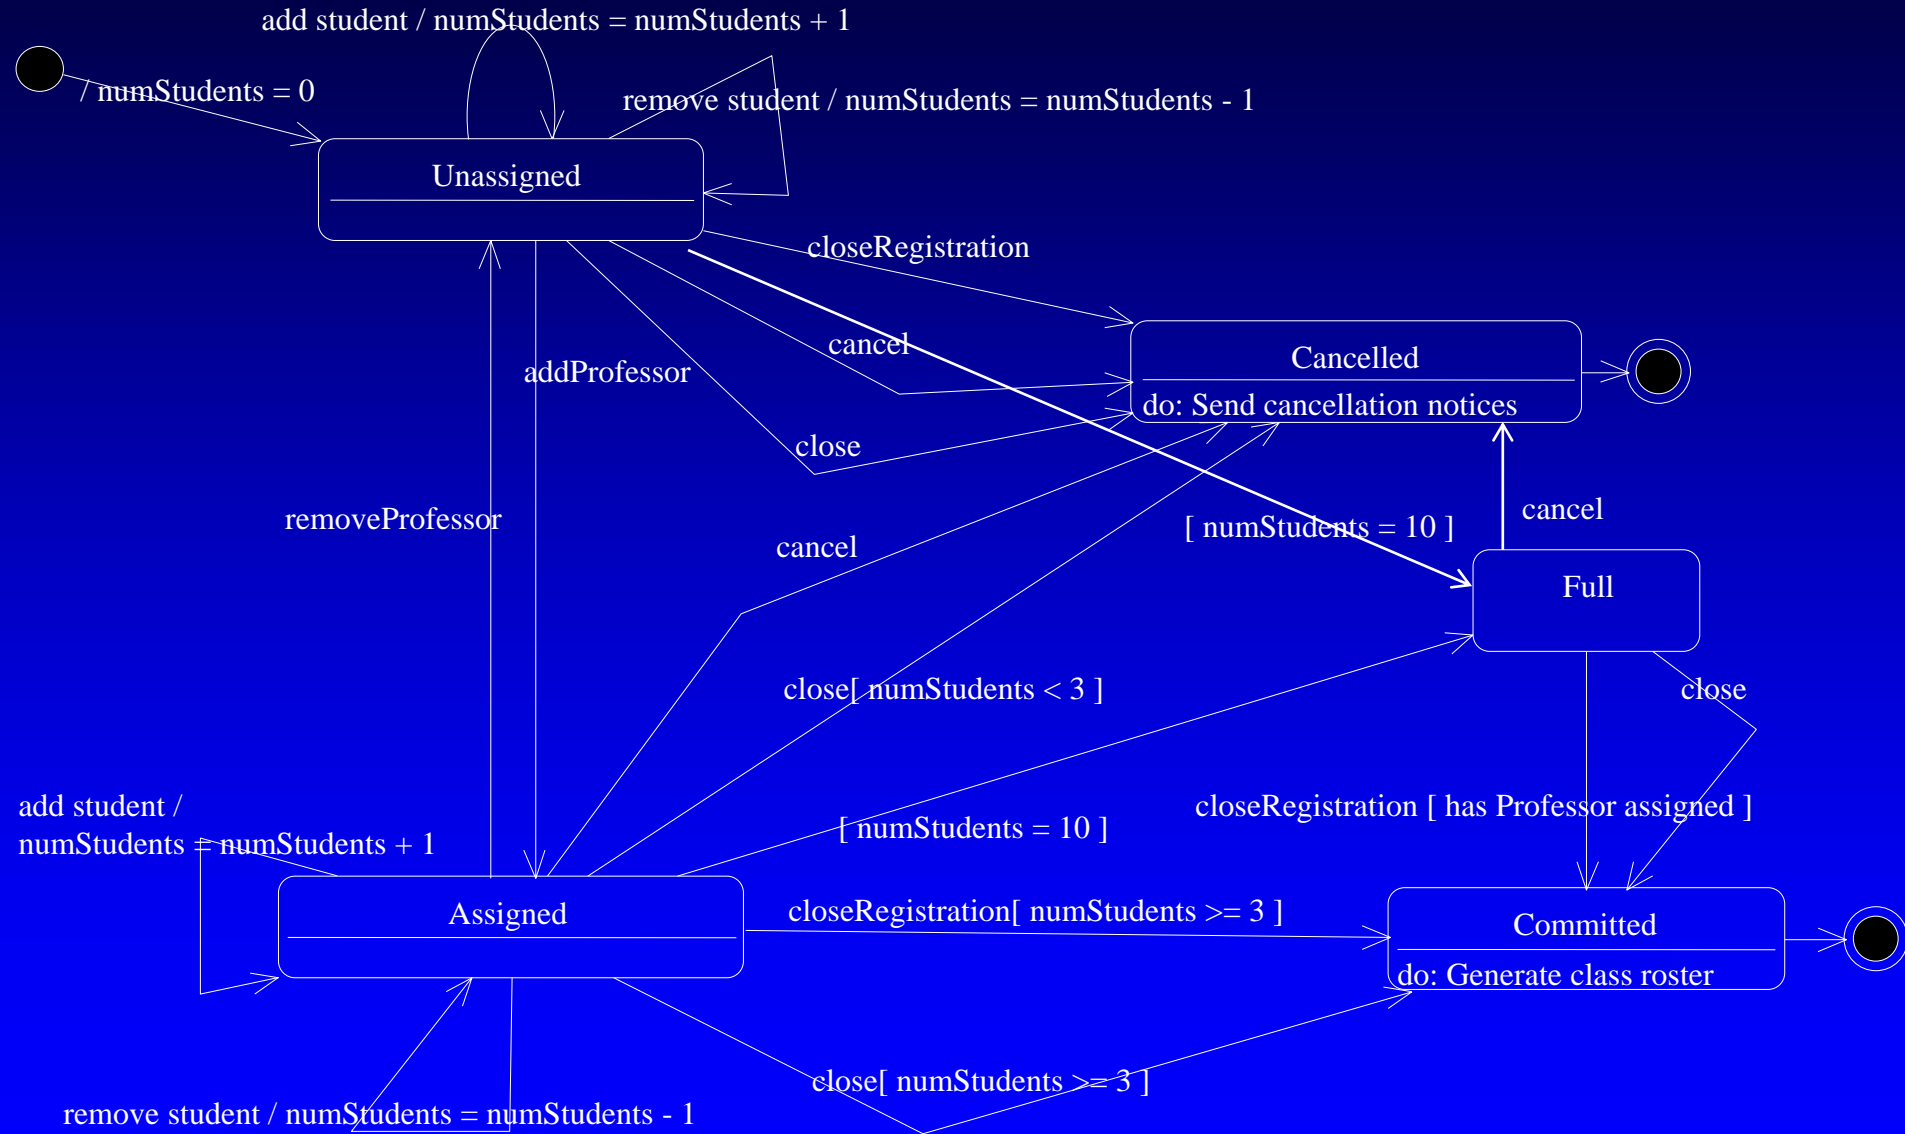 add student / numStudents = numStudents + 1
/ numStudents = 0
remove student / numStudents = numStudents - 1
Unassigned
closeRegistration
cancel
Cancelled
addProfessor
do: Send cancellation notices
close
removeProfessor
cancel
[ numStudents = 10 ]
cancel
Full
close[ numStudents < 3 ]
close
add student /
numStudents = numStudents + 1
closeRegistration [ has Professor assigned ]
[ numStudents = 10 ]
Assigned
closeRegistration[ numStudents >= 3 ]
Committed
do: Generate class roster
close[ numStudents >= 3 ]
remove student / numStudents = numStudents - 1